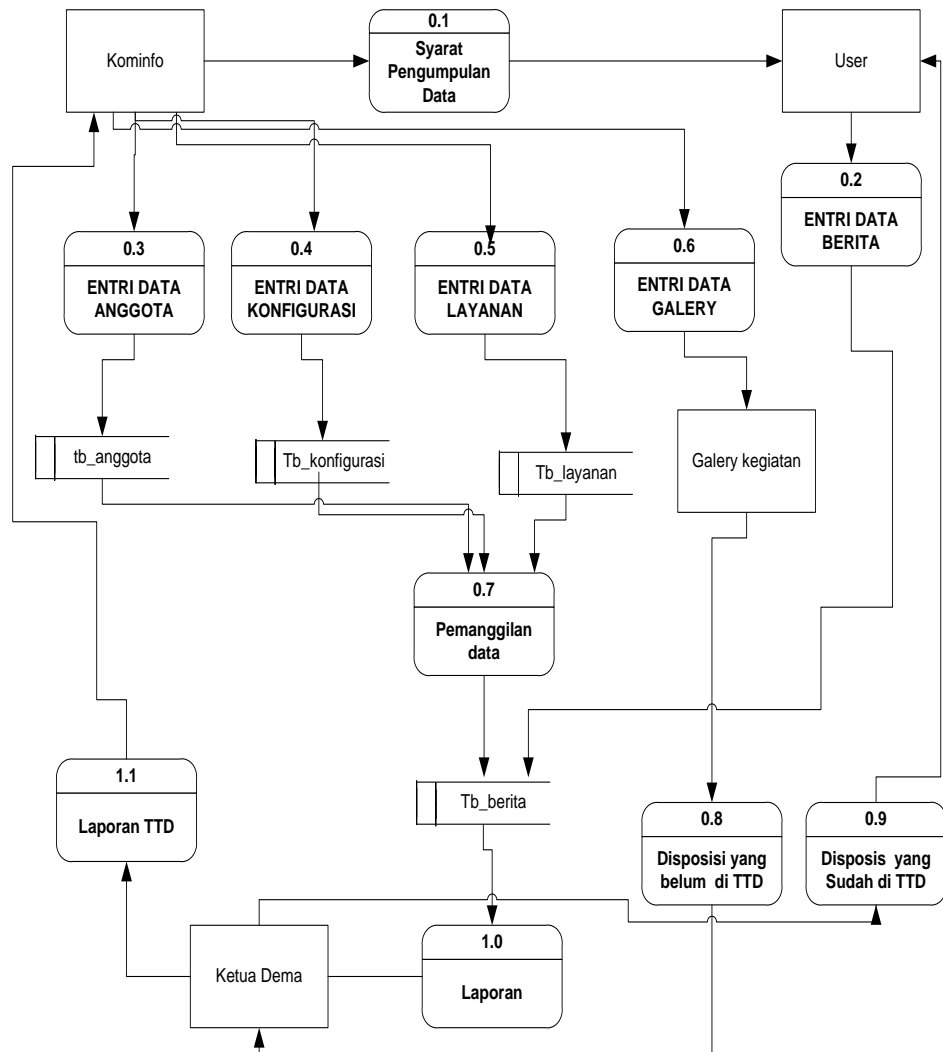 Kominfo
0.1
Syarat
Pengumpulan
Data
User
0.2
ENTRI DATA
BERITA
0.3
ENTRI DATA
ANGGOTA
0.4
ENTRI DATA
KONFIGURASI
0.5
ENTRI DATA
LAYANAN
0.6
ENTRI DATA
GALERY
tb_anggota
Tb_konfigurasi
Tb_layanan
Galery kegiatan
0.7
Pemanggilan
data
1.1
Laporan TTD
Tb_berita
0.8
Disposisi yang
belum di TTD
0.9
Disposis yang
Sudah di TTD
Ketua Dema
1.0
Laporan